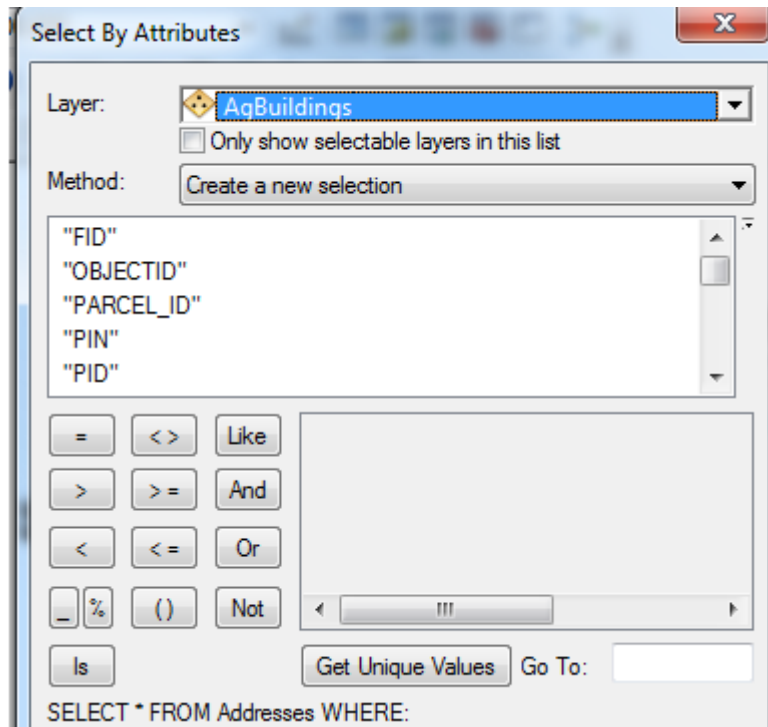 Select By Attributes
X
Layer: AgBuildings
Only show selectable layers in this list
Method: Create a new selection
"FID"
"OBJECTID"
"PARCEL_ID"
"PIN"
"PID"
= < > Like
> > = And
< < = Or
_ % () Not
Is Get Unique Values Go To:
SELECT * FROM Addresses WHERE: